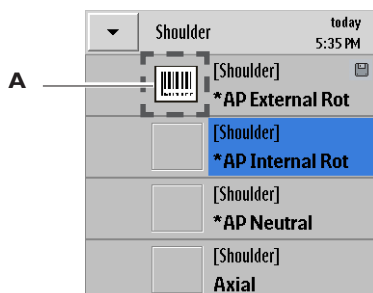 Shoulder today
5:35 PM
A
[Shoulder]
*AP External Rot
[Shoulder]
*AP Internal Rot
[Shoulder]
*AP Neutral
[Shoulder]
Axial